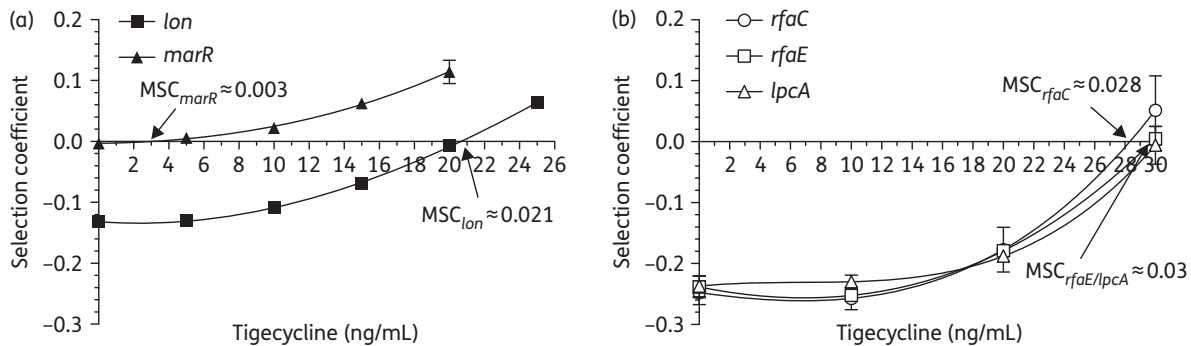 (a)
0.2
0.1
0.0
−0.1
−0.2
−0.3
Selection coefficient
lon
marR
MSCmarR ≈ 0.003
MSClon ≈ 0.021
2 4 6 8 10 12 14 16 18 20 22 24 26
Tigecycline (ng/mL)
(b)
0.2
0.1
0.0
−0.1
−0.2
−0.3
Selection coefficient
rfaC
rfaE
lpcA
MSCrfaC ≈ 0.028
MSCrfaE/lpcA ≈ 0.03
2 4 6 8 10 12 14 16 18 20 22 24 26 28 30
Tigecycline (ng/mL)